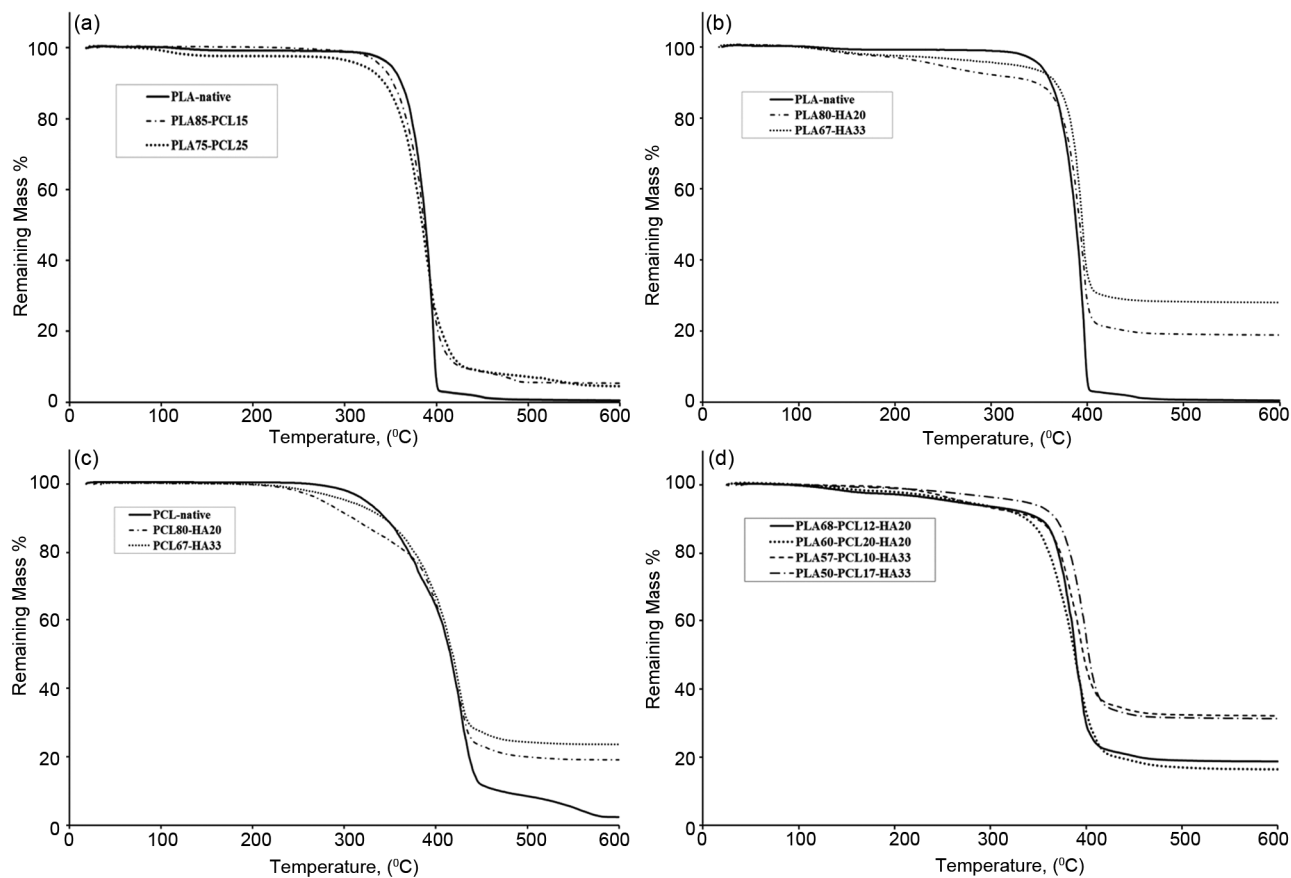 (a)
100
80
60
40
20
0
Remaining Mass %
PLA-native
PLA85-PCL15
PLA75-PCL25
0 100 200 300 400 500 600
Temperature, (⁰C)
(b)
100
80
60
40
20
0
Remaining Mass %
PLA-native
PLA80-HA20
PLA67-HA33
0 100 200 300 400 500 600
Temperature, (⁰C)
(c)
100
80
60
40
20
0
Remaining Mass %
PCL-native
PCL80-HA20
PCL67-HA33
0 100 200 300 400 500 600
Temperature, (⁰C)
(d)
100
80
60
40
20
0
Remaining Mass %
PLA68-PCL12-HA20
PLA60-PCL20-HA20
PLA57-PCL10-HA33
PLA50-PCL17-HA33
0 100 200 300 400 500 600
Temperature, (⁰C)